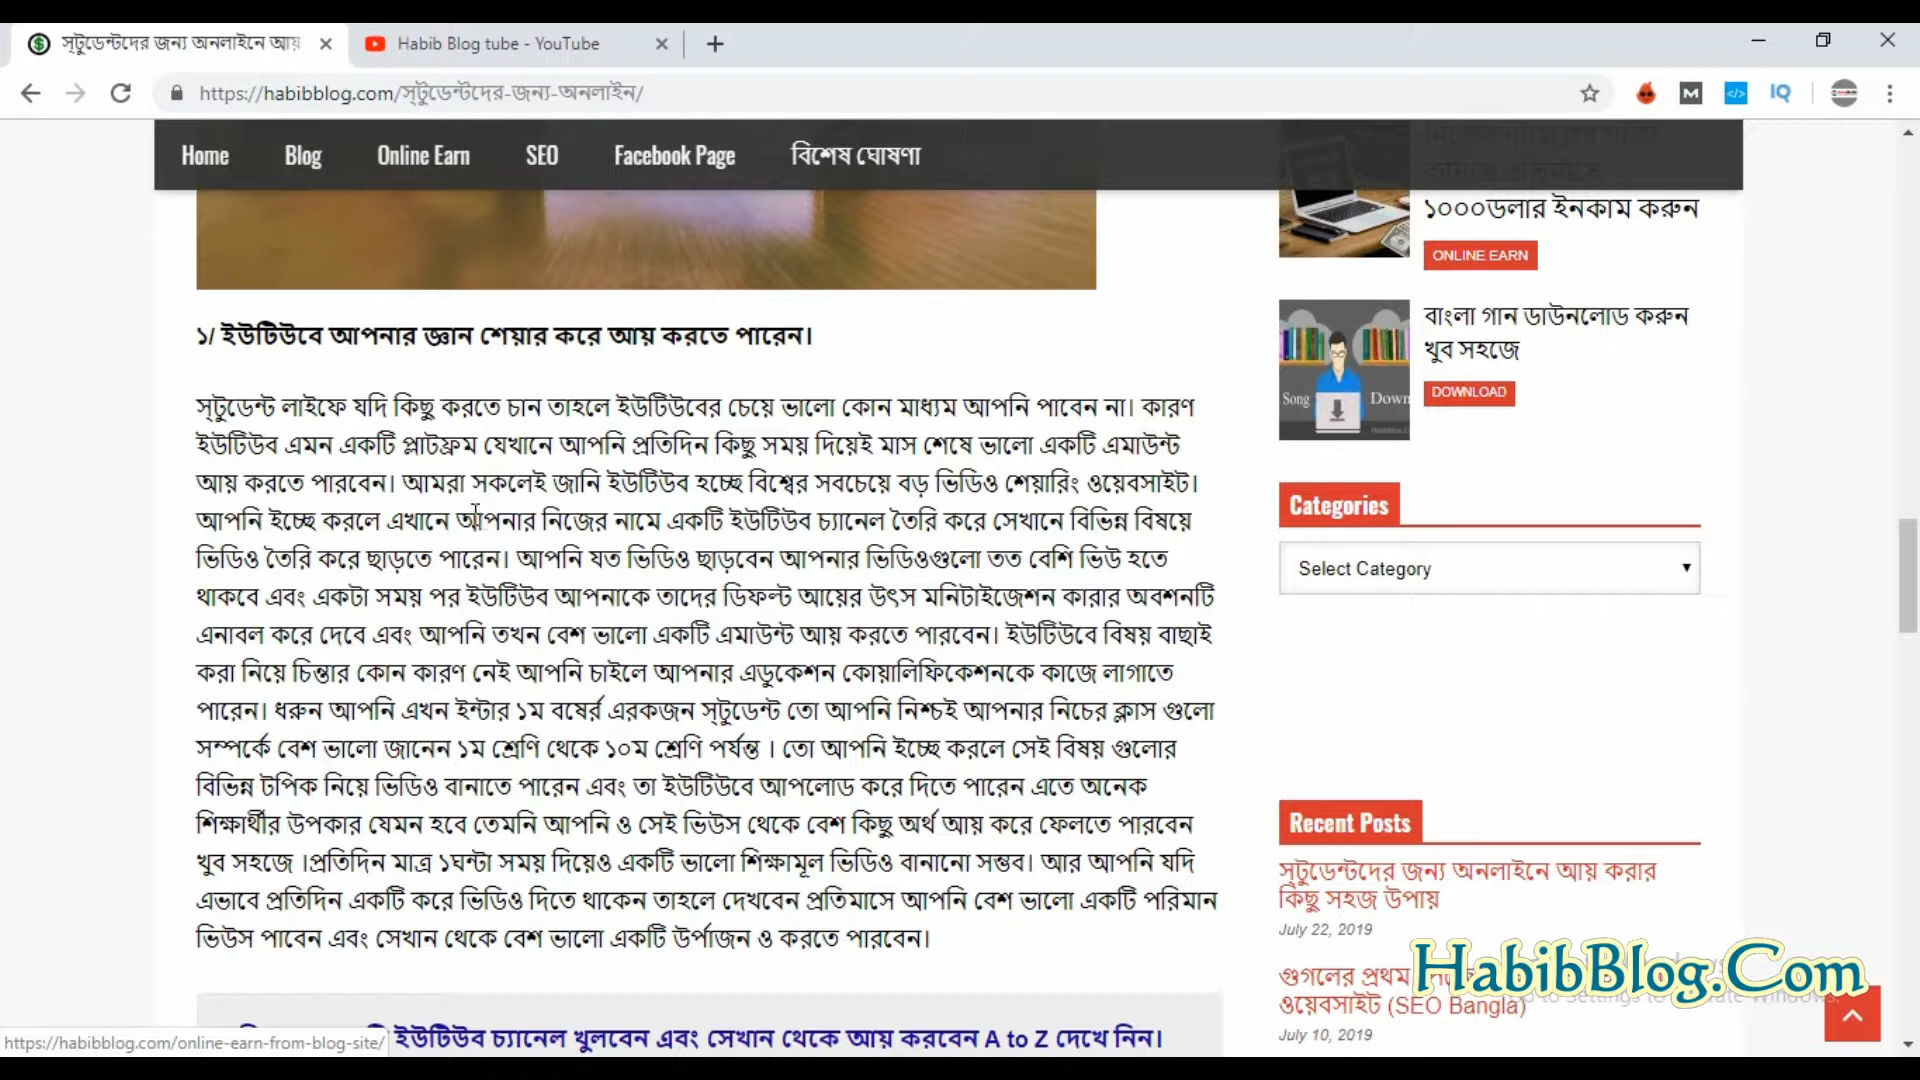 স্টুডেন্টদের জন্য অনলাইনে আয়
Habib Blog tube - YouTube
https://habibblog.com/স্টুডেন্টদের-জন্য-অনলাইন/
Home Blog Online Earn SEO Facebook Page বিশেষ ঘোষণা
১/ ইউটিউবে আপনার জ্ঞান শেয়ার করে আয় করতে পারেন।
স্টুডেন্ট লাইফে যদি কিছু করতে চান তাহলে ইউটিউবের চেয়ে ভালো কোন মাধ্যম আপনি পাবেন না। কারণ
ইউটিউব এমন একটি প্লাটফ্রম যেখানে আপনি প্রতিদিন কিছু সময় দিয়েই মাস শেষে ভালো একটি এমাউন্ট
আয় করতে পারবেন। আমরা সকলেই জানি ইউটিউব হচ্ছে বিশ্বের সবচেয়ে বড় ভিডিও শেয়ারিং ওয়েবসাইট।
আপনি ইচ্ছে করলে এখানে আপনার নিজের নামে একটি ইউটিউব চ্যানেল তৈরি করে সেখানে বিভিন্ন বিষয়ে
ভিডিও তৈরি করে ছাড়তে পারেন। আপনি যত ভিডিও ছাড়বেন আপনার ভিডিওগুলো তত বেশি ভিউ হতে
থাকবে এবং একটা সময় পর ইউটিউব আপনাকে তাদের ডিফল্ট আয়ের উৎস মনিটাইজেশন কারার অবশনটি
এনাবল করে দেবে এবং আপনি তখন বেশ ভালো একটি এমাউন্ট আয় করতে পারবেন। ইউটিউবে বিষয় বাছাই
করা নিয়ে চিন্তার কোন কারণ নেই আপনি চাইলে আপনার এডুকেশন কোয়ালিফিকেশনকে কাজে লাগাতে
পারেন। ধরুন আপনি এখন ইন্টার ১ম বষের্র এরকজন স্টুডেন্ট তো আপনি নিশ্চই আপনার নিচের ক্লাস গুলো
সম্পর্কে বেশ ভালো জানেন ১ম শ্রেণি থেকে ১০ম শ্রেণি পর্যন্ত । তো আপনি ইচ্ছে করলে সেই বিষয় গুলোর
বিভিন্ন টপিক নিয়ে ভিডিও বানাতে পারেন এবং তা ইউটিউবে আপলোড করে দিতে পারেন এতে অনেক
শিক্ষার্থীর উপকার যেমন হবে তেমনি আপনি ও সেই ভিউস থেকে বেশ কিছু অর্থ আয় করে ফেলতে পারবেন
খুব সহজে ।প্রতিদিন মাত্র ১ঘন্টা সময় দিয়েও একটি ভালো শিক্ষামূল ভিডিও বানানো সম্ভব। আর আপনি যদি
এভাবে প্রতিদিন একটি করে ভিডিও দিতে থাকেন তাহলে দেখবেন প্রতিমাসে আপনি বেশ ভালো একটি পরিমান
ভিউস পাবেন এবং সেখান থেকে বেশ ভালো একটি উর্পাজন ও করতে পারবেন।
ইউটিউব চ্যানেল খুলবেন এবং সেখান থেকে আয় করবেন A to Z দেখে নিন।
https://habibblog.com/online-earn-from-blog-site/
১০০০ডলার ইনকাম করুন
ONLINE EARN
Song Down
বাংলা গান ডাউনলোড করুন
খুব সহজে
DOWNLOAD
Categories
Select Category
Recent Posts
স্টুডেন্টদের জন্য অনলাইনে আয় করার
কিছু সহজ উপায়
July 22, 2019
গুগলের প্রথম
ওয়েবসাইট (SEO Bangla)
July 10, 2019
HabibBlog.Com